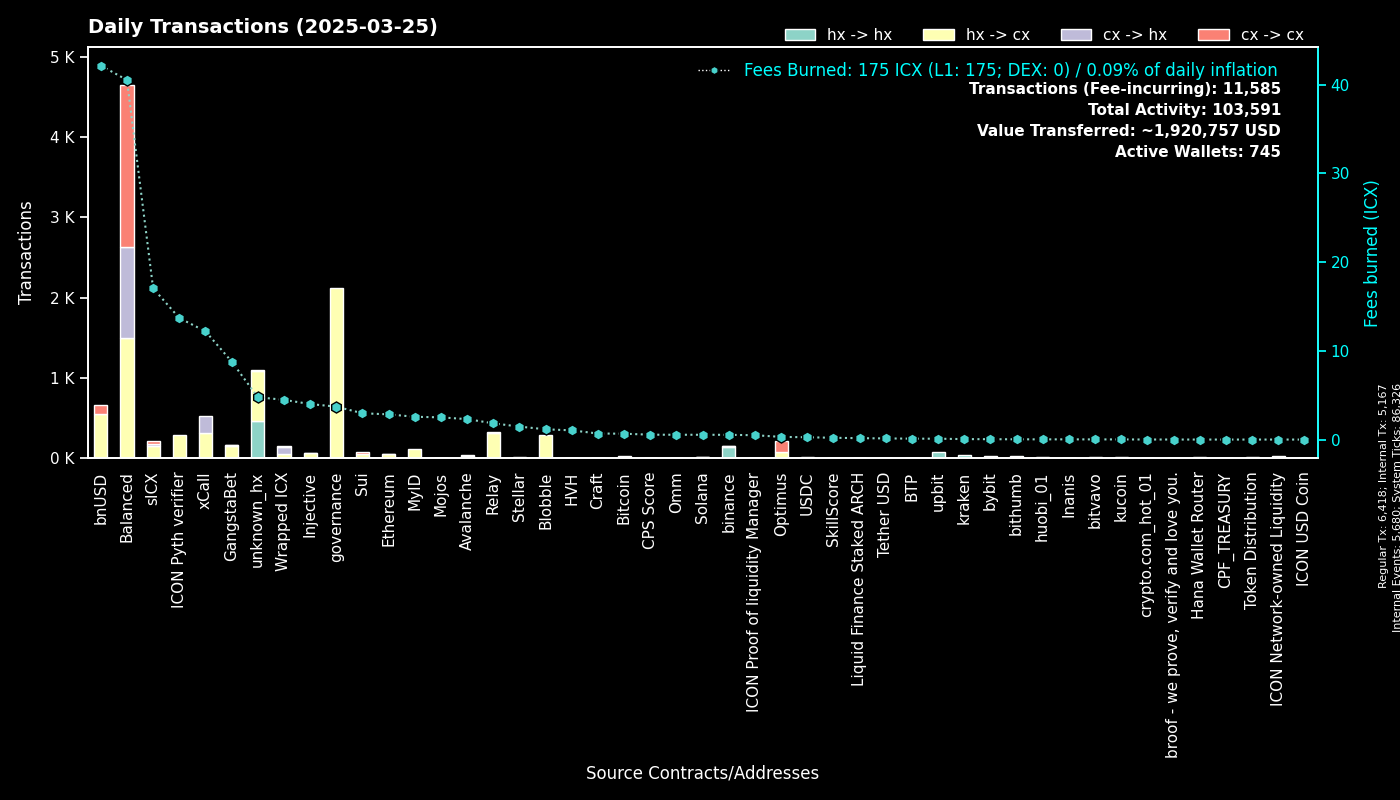 Daily Transactions (2025-03-25)
hx -> hx
hx -> cx
cx -> hx
cx -> cx
Fees Burned: 175 ICX (L1: 175; DEX: 0) / 0.09% of daily inflation
Transactions (Fee-incurring): 11,585
Total Activity: 103,591
Value Transferred: ~1,920,757 USD
Active Wallets: 745
5 K
4 K
3 K
2 K
1 K
0 K
Transactions
40
30
20
10
0
Fees burned (ICX)
Regular Tx: 6,418; Internal Tx: 5,167
Internal Events: 5,680; System Ticks: 86,326
bnUSD
Balanced
sICX
ICON Pyth verifier
xCall
GangstaBet
unknown_hx
Wrapped ICX
Injective
governance
Sui
Ethereum
MyID
Mojos
Avalanche
Relay
Stellar
Blobble
HVH
Craft
Bitcoin
CPS Score
Omm
Solana
binance
ICON Proof of liquidity Manager
Optimus
USDC
SkillScore
Liquid Finance Staked ARCH
Tether USD
BTP
upbit
kraken
bybit
bithumb
huobi_01
Inanis
bitvavo
kucoin
crypto.com_hot_01
broof - we prove, verify and love you.
Hana Wallet Router
CPF_TREASURY
Token Distribution
ICON Network-owned Liquidity
ICON USD Coin
Source Contracts/Addresses